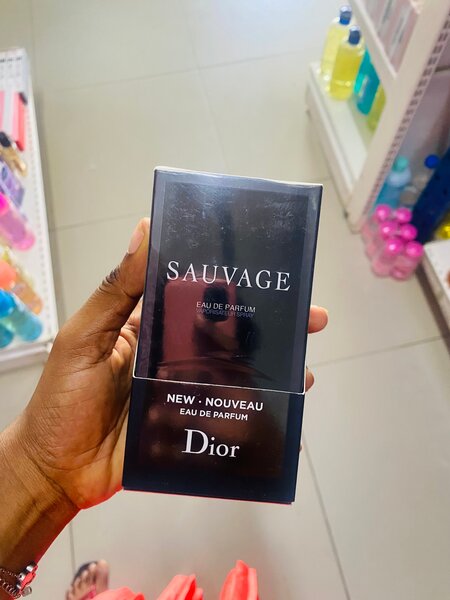 SAUVAGE
EAU DE PARFUM
VAPORISATEUR SPRAY
NEW · NOUVEAU
EAU DE PARFUM
Dior